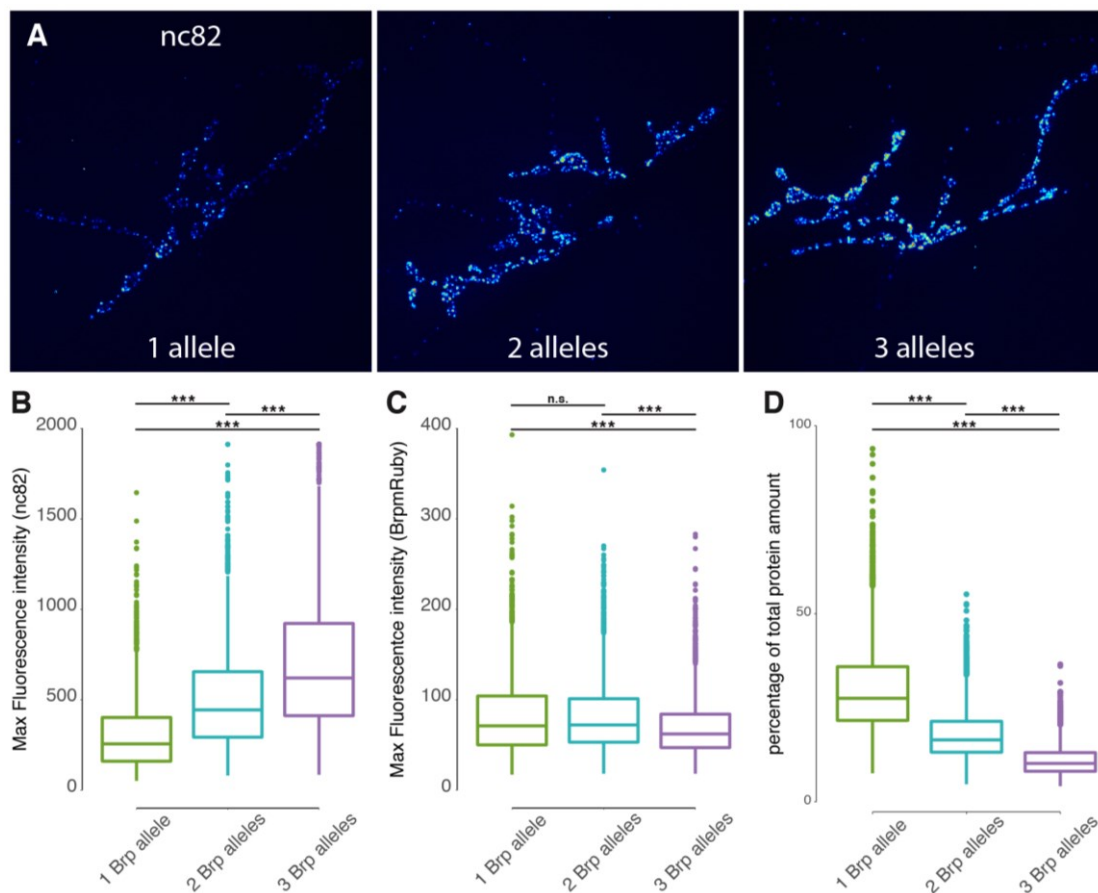 A
nc82
1 allele
2 alleles
3 alleles
B
***
***
***
2000
1500
1000
500
0
Max Fluorescence intensity (nc82)
1 Brp allele
2 Brp alleles
3 Brp alleles
C
n.s.
***
***
400
300
200
100
0
Max Fluorescentce intensity (BrpmRuby)
1 Brp allele
2 Brp alleles
3 Brp alleles
D
***
***
***
100
50
0
percentage of total protein amount
1 Brp allele
2 Brp alleles
3 Brp alleles